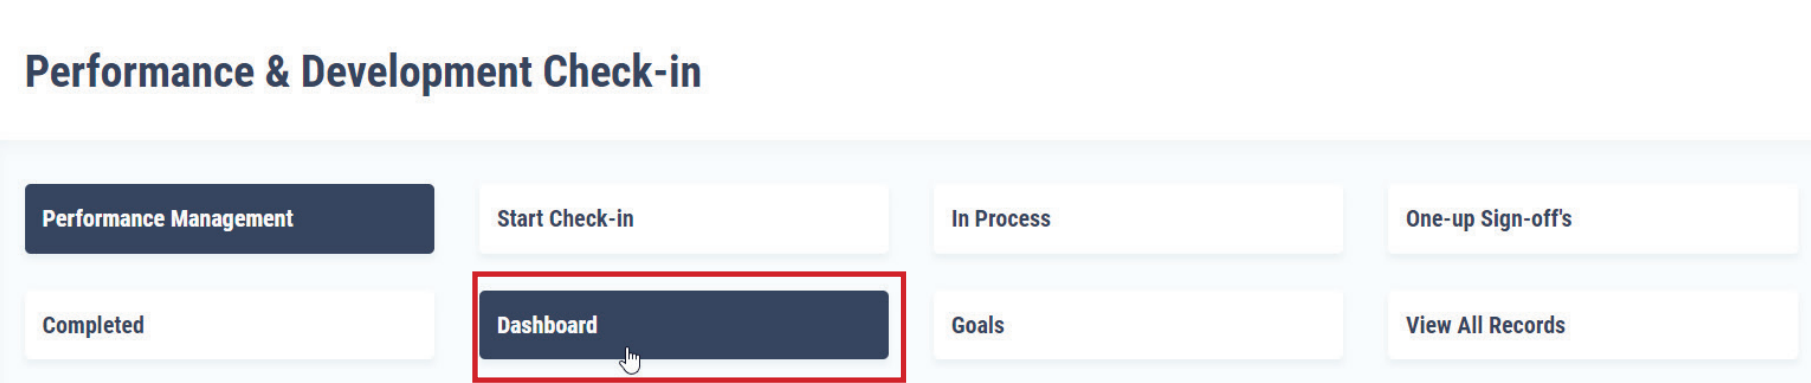 Performance & Development Check-in
Performance Management
Start Check-in
In Process
One-up Sign-off's
Completed
Dashboard
Goals
View All Records